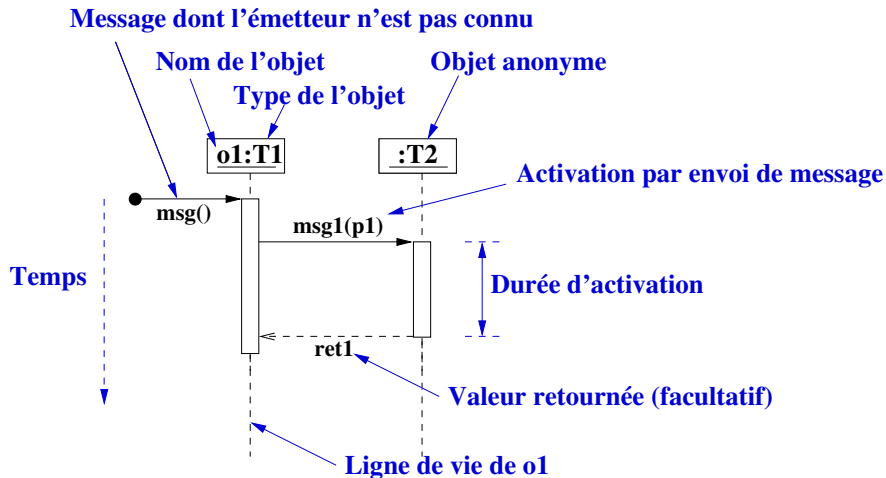 Message dont l'émetteur n'est pas connu
Nom de l'objet
Objet anonyme
Type de l'objet
o1:T1
:T2
Activation par envoi de message
msg()
msg1(p1)
Temps
Durée d'activation
ret1
Valeur retournée (facultatif)
Ligne de vie de o1